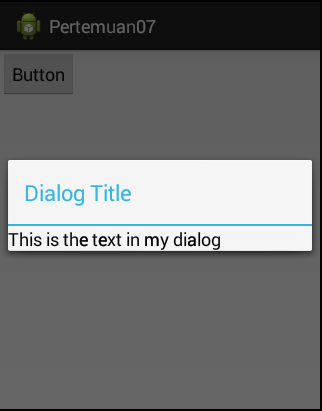 Pertemuan07
Button
Dialog Title
This is the text in my dialog